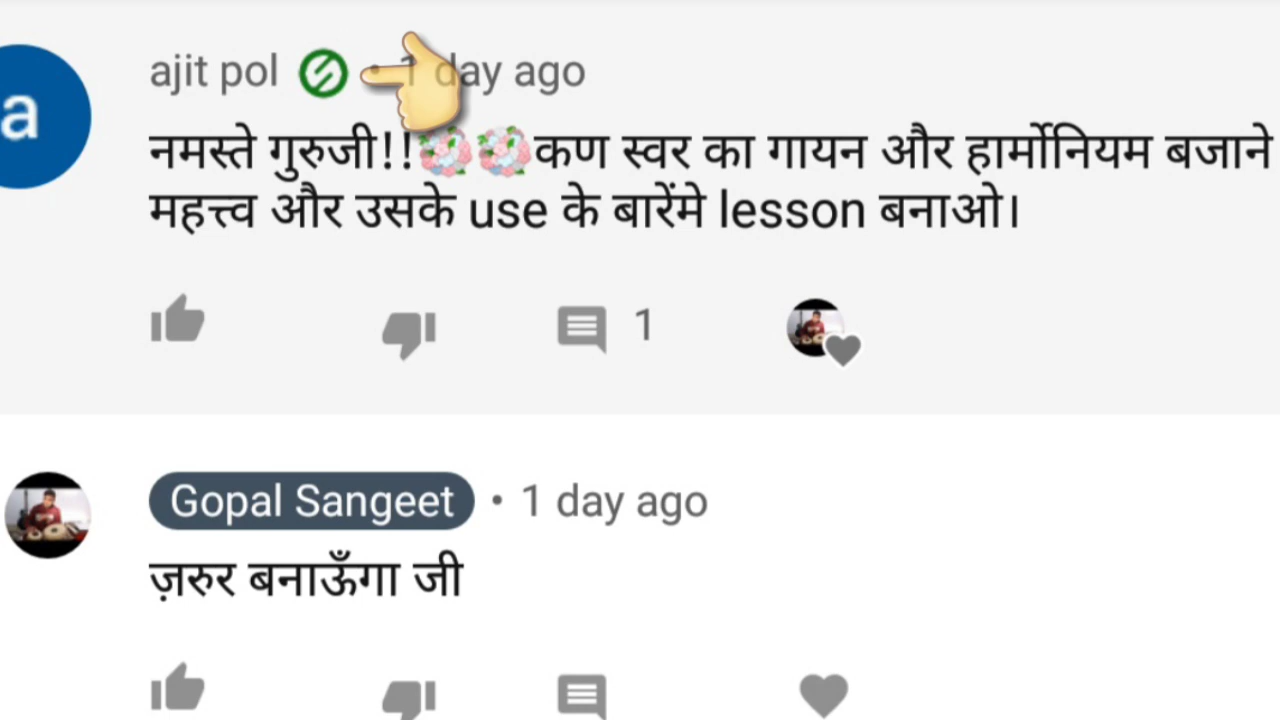 a
ajit pol • 1 day ago
नमस्ते गुरुजी!!💐💐कण स्वर का गायन और हार्मोनियम बजाने
महत्त्व और उसके use के बारेंमे lesson बनाओ।
1
Gopal Sangeet • 1 day ago
ज़रुर बनाऊँगा जी